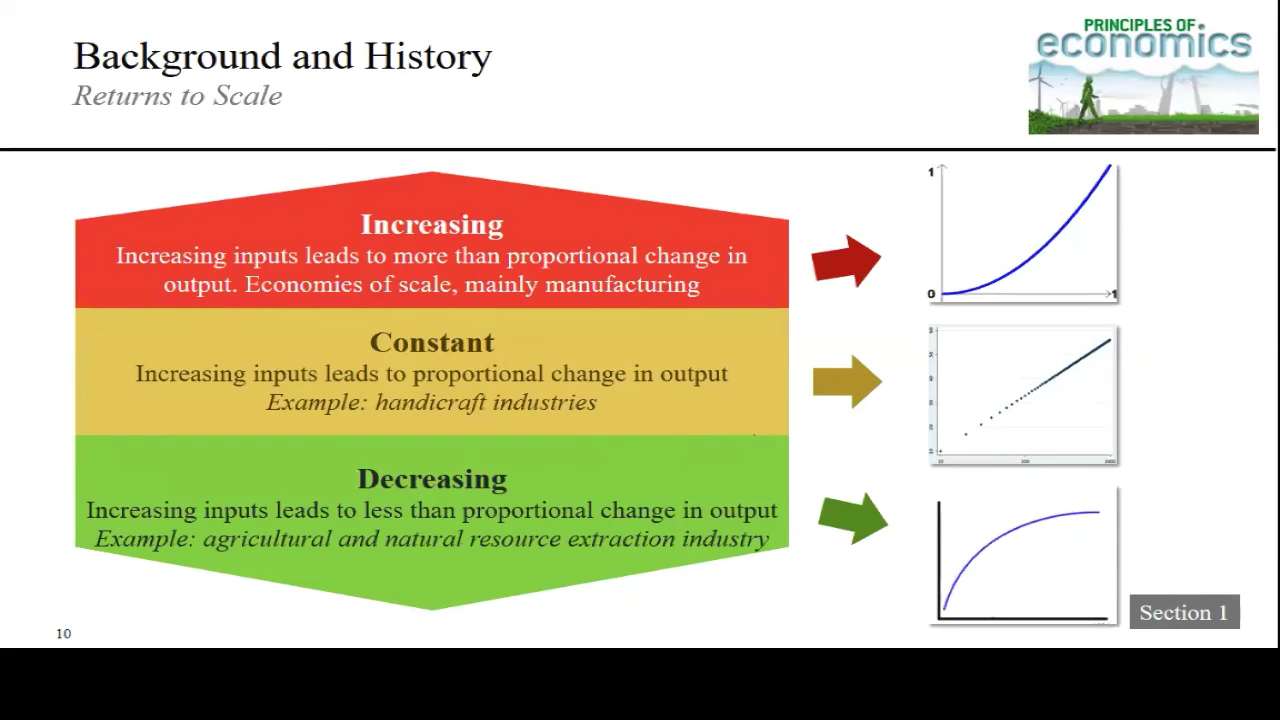 Background and History
Returns to Scale
PRINCIPLES OF
economics
Increasing
Increasing inputs leads to more than proportional change in
output. Economies of scale, mainly manufacturing
1
0
1
Constant
Increasing inputs leads to proportional change in output
Example: handicraft industries
Decreasing
Increasing inputs leads to less than proportional change in output
Example: agricultural and natural resource extraction industry
Section 1
10